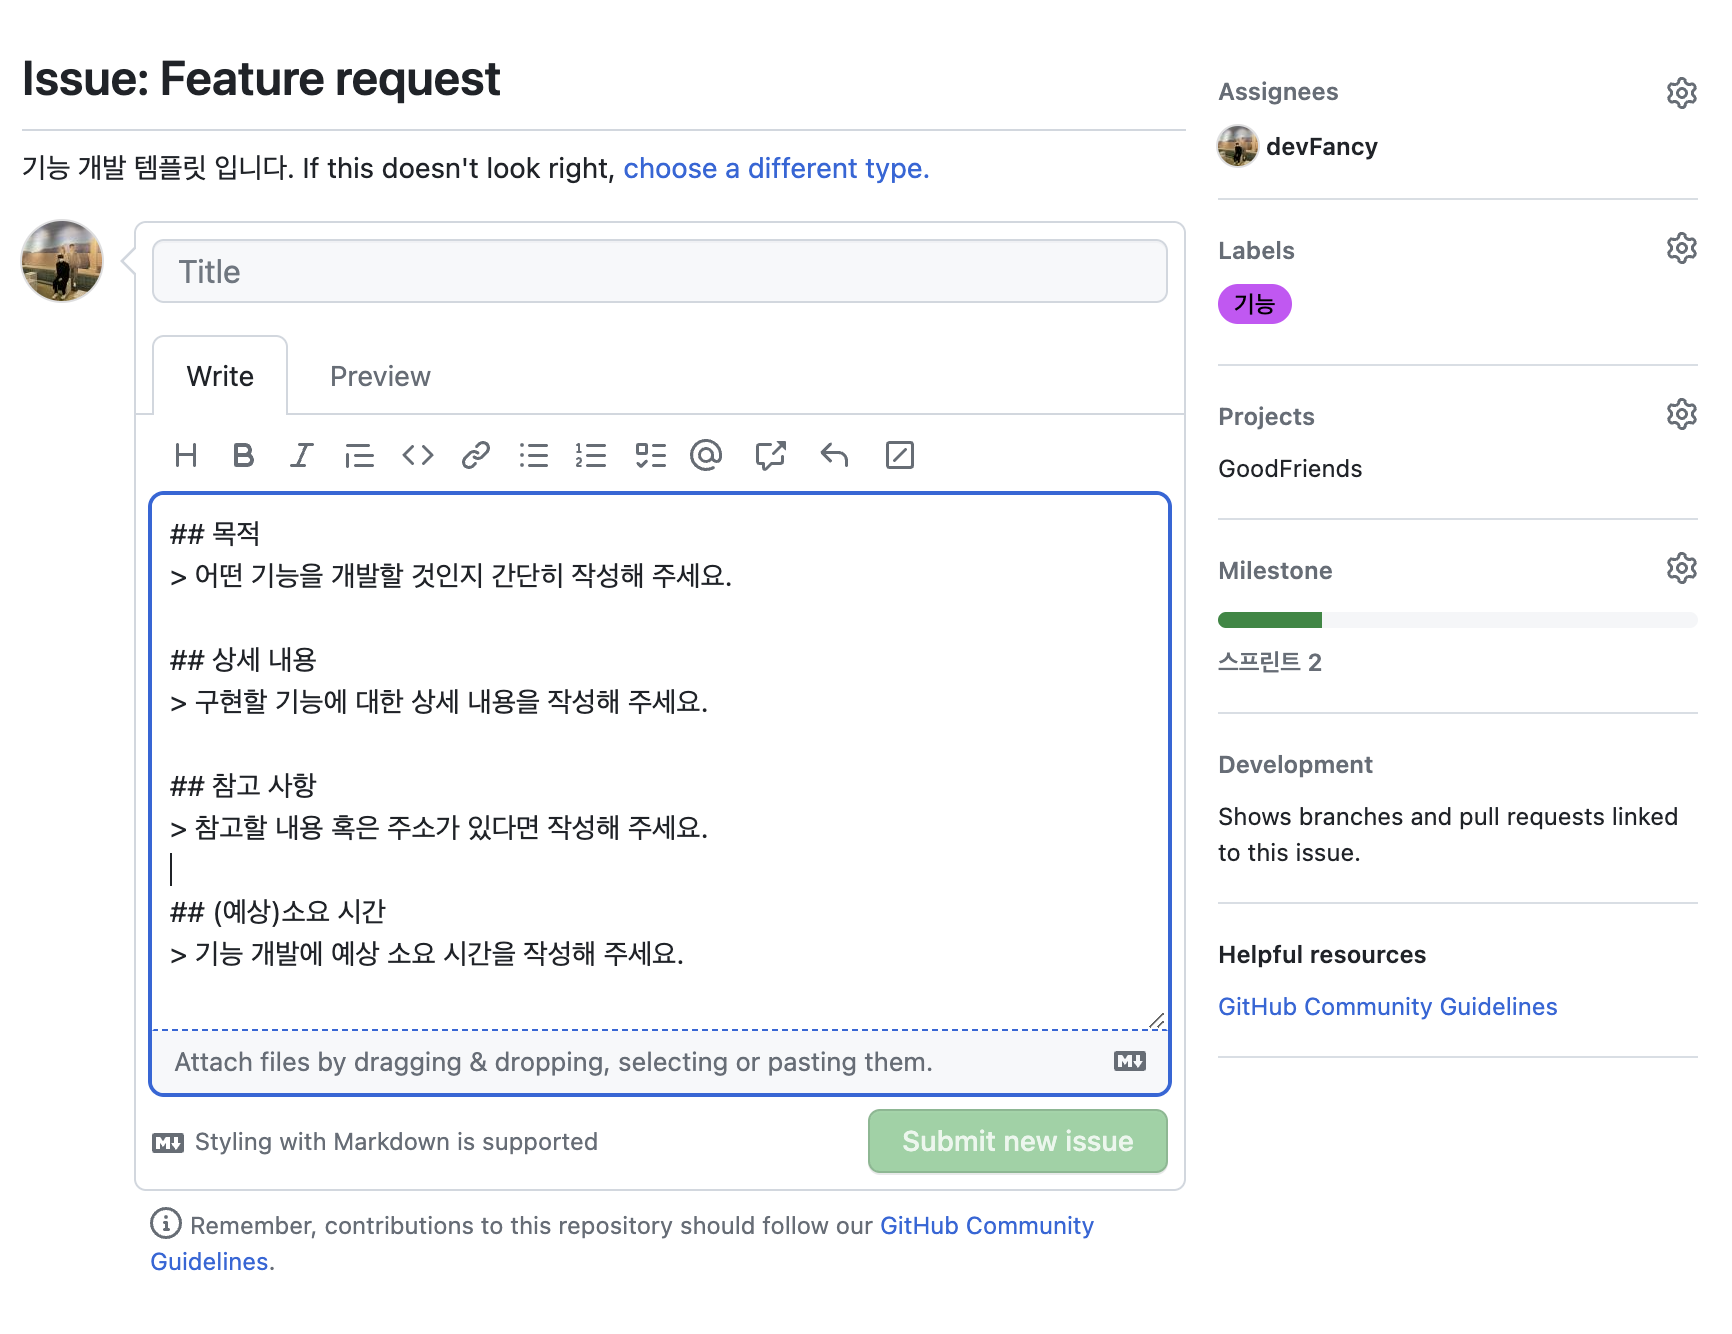 Issue: Feature request
기능 개발 템플릿 입니다. If this doesn't look right, choose a different type.
Title
Write
Preview
## 목적
> 어떤 기능을 개발할 것인지 간단히 작성해 주세요.
## 상세 내용
> 구현할 기능에 대한 상세 내용을 작성해 주세요.
## 참고 사항
> 참고할 내용 혹은 주소가 있다면 작성해 주세요.
## (예상)소요 시간
> 기능 개발에 예상 소요 시간을 작성해 주세요.
Attach files by dragging & dropping, selecting or pasting them.
Styling with Markdown is supported
Submit new issue
Remember, contributions to this repository should follow our GitHub Community
Guidelines.
Assignees
devFancy
Labels
기능
Projects
GoodFriends
Milestone
스프린트 2
Development
Shows branches and pull requests linked
to this issue.
Helpful resources
GitHub Community Guidelines